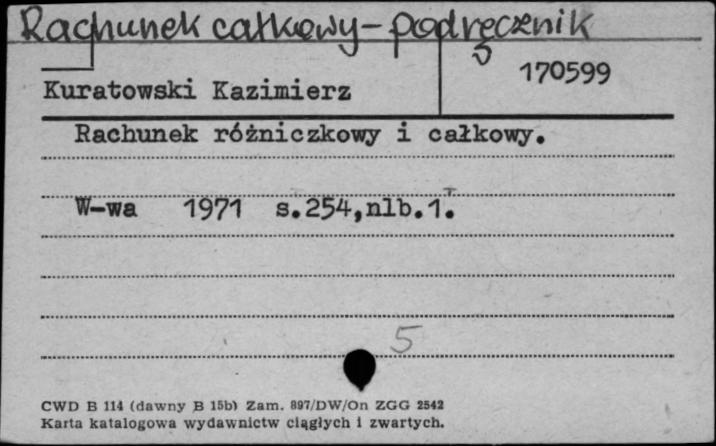 Rachunek całkowy - podręcznik
170599
Kuratowski Kazimierz
Rachunek różniczkowy i całkowy.
W-wa 1971 s.254,nlb.1.
5
CWD B 114 (dawny B 15b) Zam. 897/DW/On ZGG 2542
Karta katalogowa wydawnictw ciągłych i zwartych.